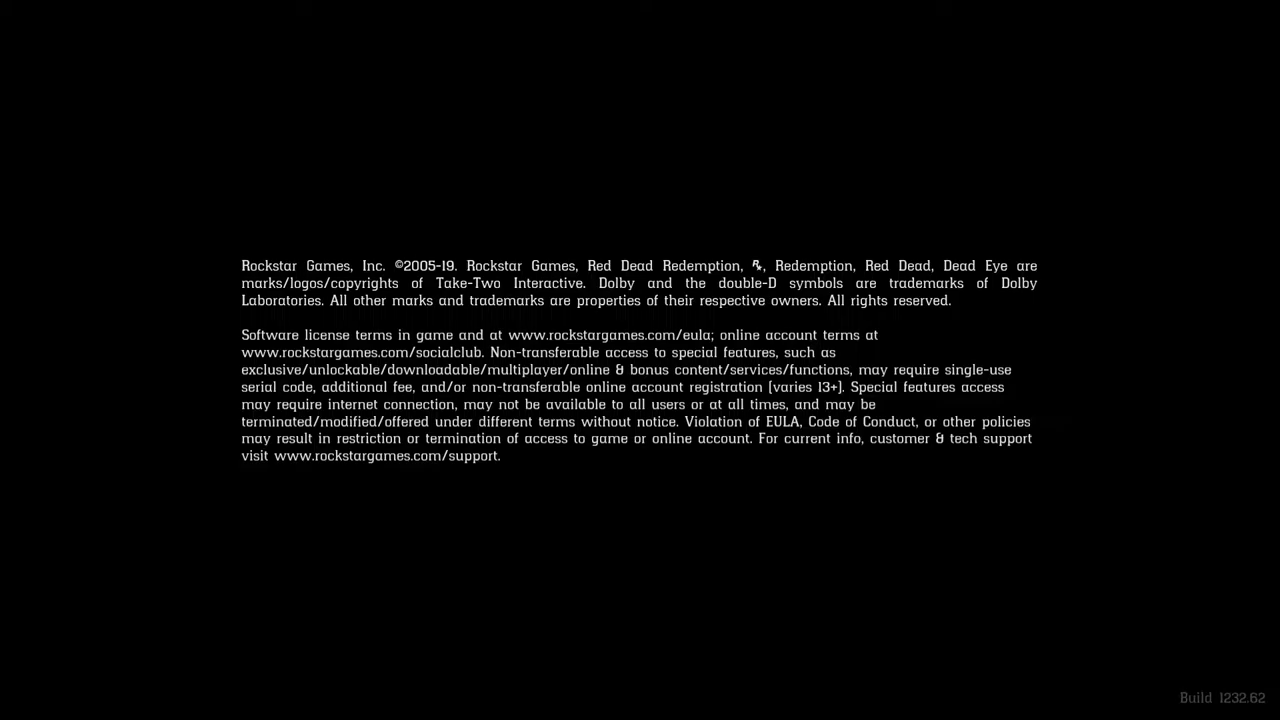 Rockstar Games, Inc. ©2005-19. Rockstar Games, Red Dead Redemption, R*, Redemption, Red Dead, Dead Eye are
marks/logos/copyrights of Take-Two Interactive. Dolby and the double-D symbols are trademarks of Dolby
Laboratories. All other marks and trademarks are properties of their respective owners. All rights reserved.
Software license terms in game and at www.rockstargames.com/eula; online account terms at
www.rockstargames.com/socialclub. Non-transferable access to special features, such as
exclusive/unlockable/downloadable/multiplayer/online & bonus content/services/functions, may require single-use
serial code, additional fee, and/or non-transferable online account registration (varies 13+). Special features access
may require internet connection, may not be available to all users or at all times, and may be
terminated/modified/offered under different terms without notice. Violation of EULA, Code of Conduct, or other policies
may result in restriction or termination of access to game or online account. For current info, customer & tech support
visit www.rockstargames.com/support.
Build 1232.62